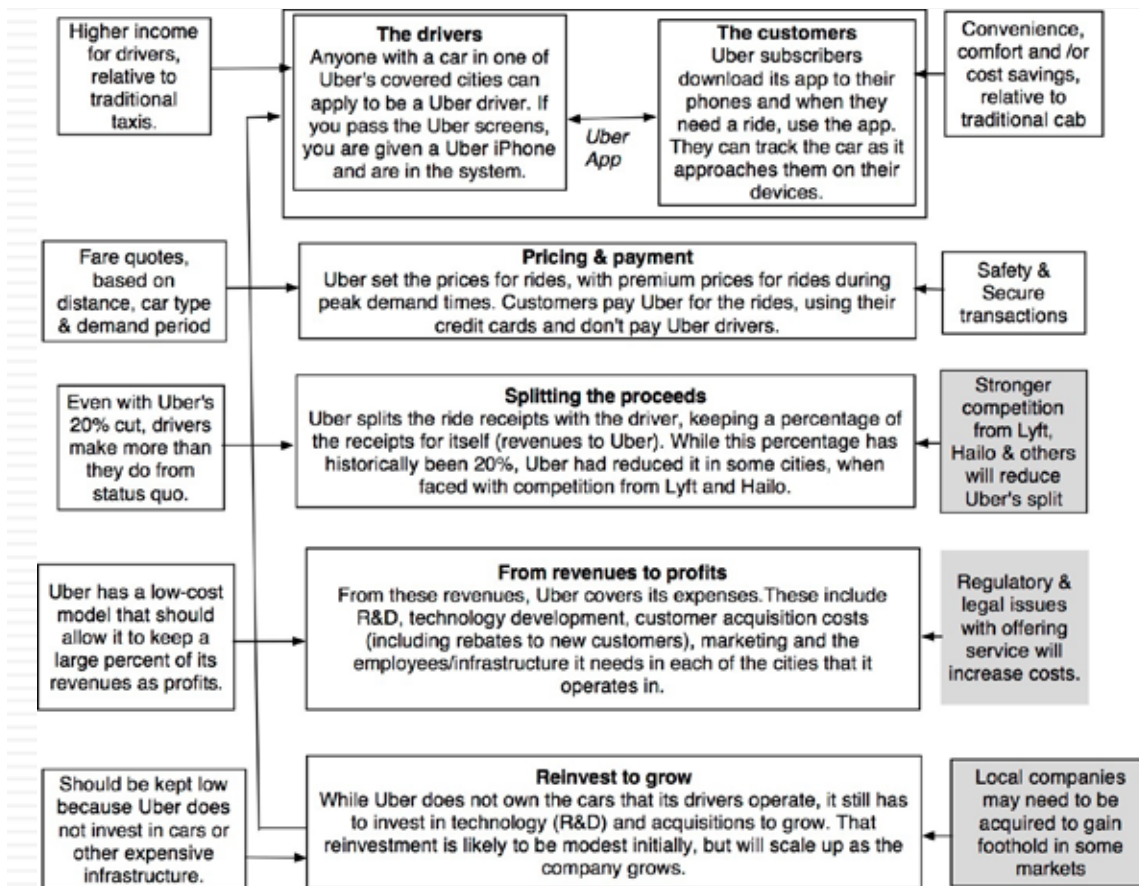 Higher income
for drivers,
relative to
traditional
taxis.
The drivers
Anyone with a car in one of
Uber's covered cities can
apply to be a Uber driver. If
you pass the Uber screens,
you are given a Uber iPhone
and are in the system.
Uber
App
The customers
Uber subscribers
download its app to their
phones and when they
need a ride, use the app.
They can track the car as it
approaches them on their
devices.
Convenience,
comfort and /or
cost savings,
relative to
traditional cab
Fare quotes,
based on
distance, car type
& demand period
Pricing & payment
Uber set the prices for rides, with premium prices for rides during
peak demand times. Customers pay Uber for the rides, using their
credit cards and don't pay Uber drivers.
Safety &
Secure
transactions
Even with Uber's
20% cut, drivers
make more than
they do from
status quo.
Splitting the proceeds
Uber splits the ride receipts with the driver, keeping a percentage of
the receipts for itself (revenues to Uber). While this percentage has
historically been 20%, Uber had reduced it in some cities, when
faced with competition from Lyft and Hailo.
Stronger
competition
from Lyft,
Hailo & others
will reduce
Uber's split
Uber has a low-cost
model that should
allow it to keep a
large percent of its
revenues as profits.
From revenues to profits
From these revenues, Uber covers its expenses.These include
R&D, technology development, customer acquisition costs
(including rebates to new customers), marketing and the
employees/infrastructure it needs in each of the cities that it
operates in.
Regulatory &
legal issues
with offering
service will
increase costs.
Should be kept low
because Uber does
not invest in cars or
other expensive
infrastructure.
Reinvest to grow
While Uber does not own the cars that its drivers operate, it still has
to invest in technology (R&D) and acquisitions to grow. That
reinvestment is likely to be modest initially, but will scale up as the
company grows.
Local companies
may need to be
acquired to gain
foothold in some
markets